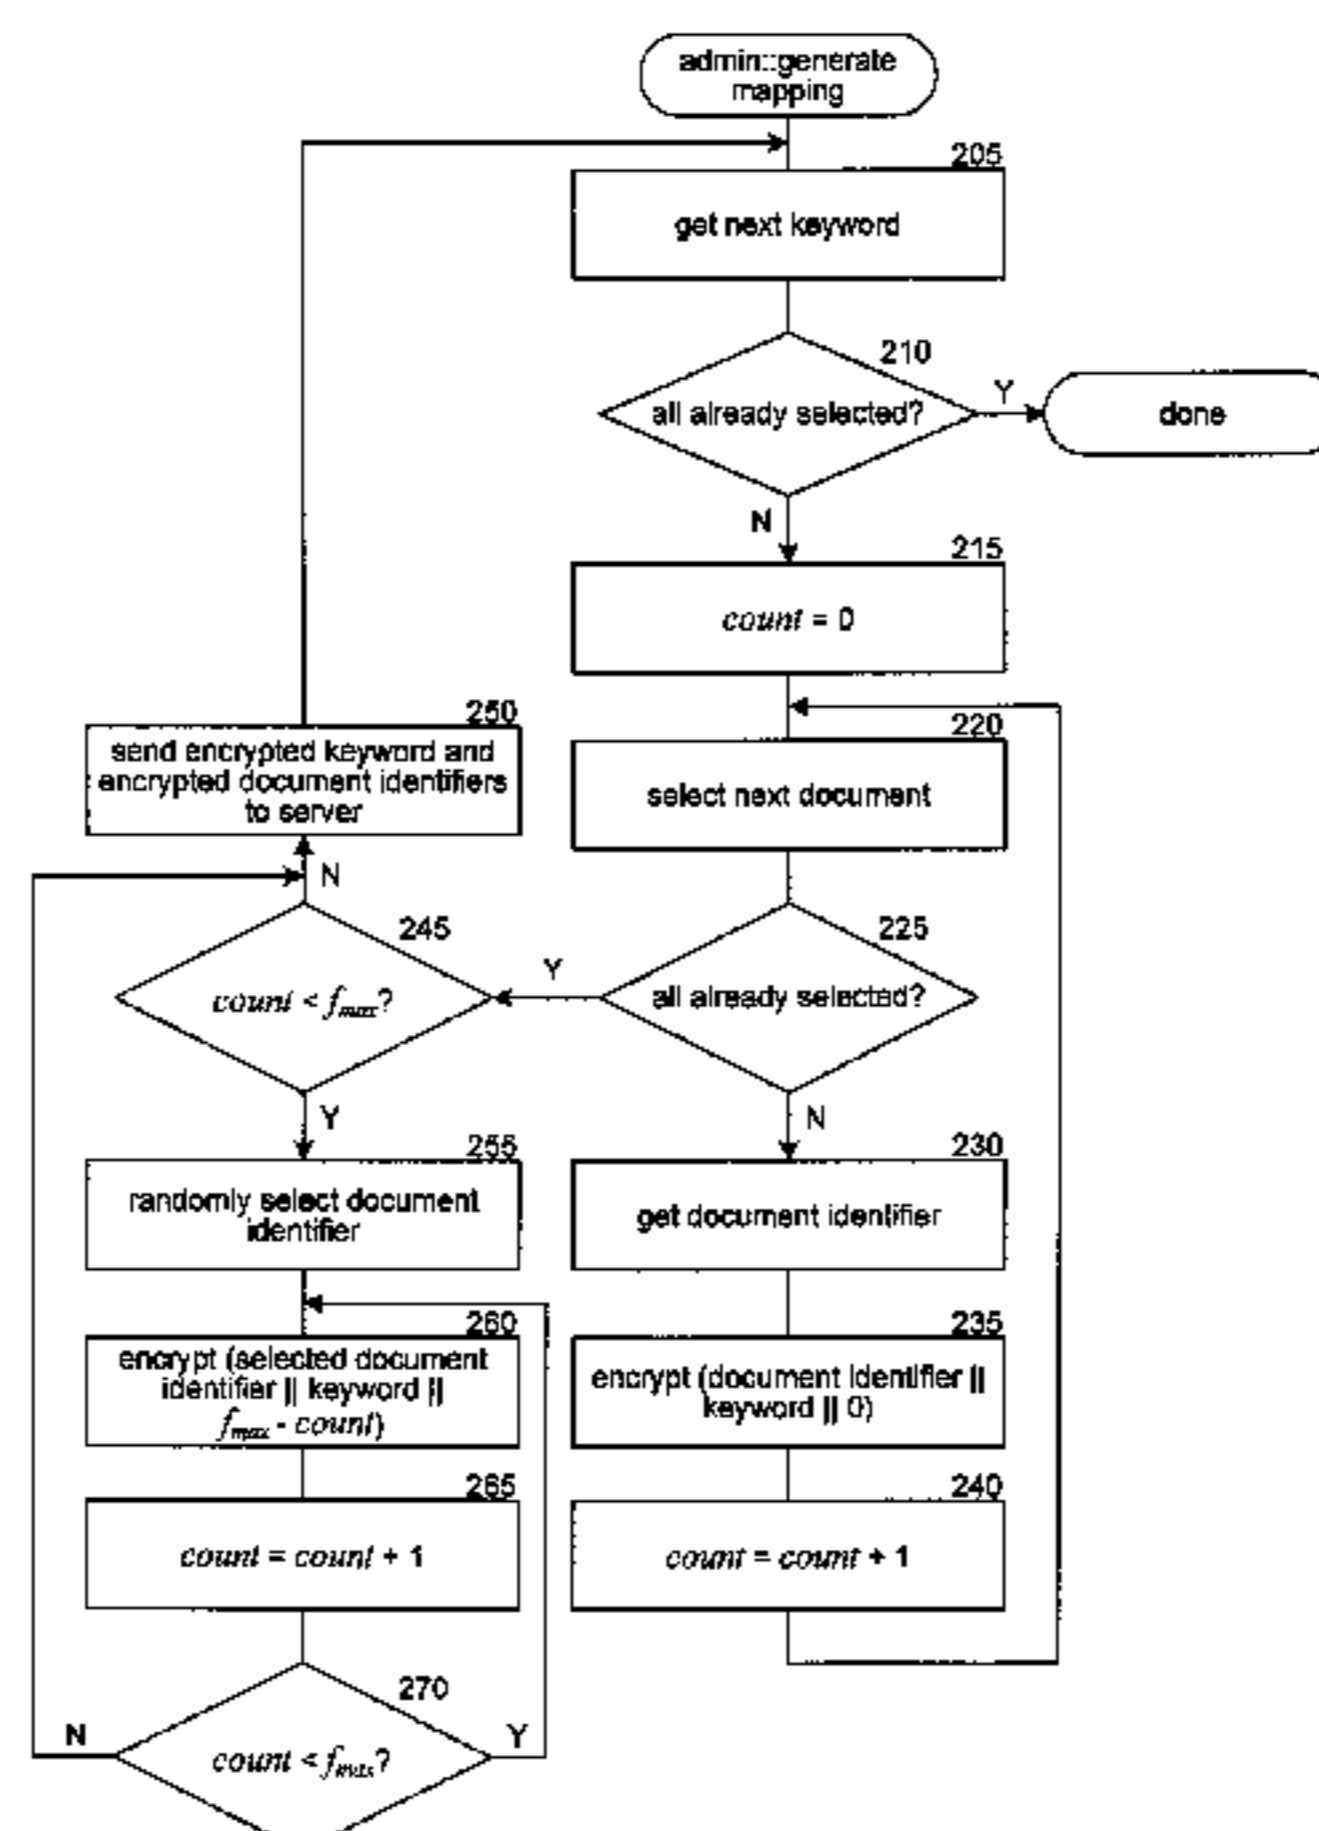 admin::generate
mapping
205
get next keyword
210
all already selected?
Y
done
N
215
count = 0
220
select next document
225
all already selected?
Y
N
230
get document identifier
235
encrypt (document identifier ||
keyword || 0)
240
count = count + 1
245
count < fmax?
N
250
send encrypted keyword and
encrypted document identifiers
to server
Y
255
randomly select document
identifier
260
encrypt (selected document
identifier || keyword ||
fmax - count)
265
count = count + 1
270
count < fmax?
N
Y